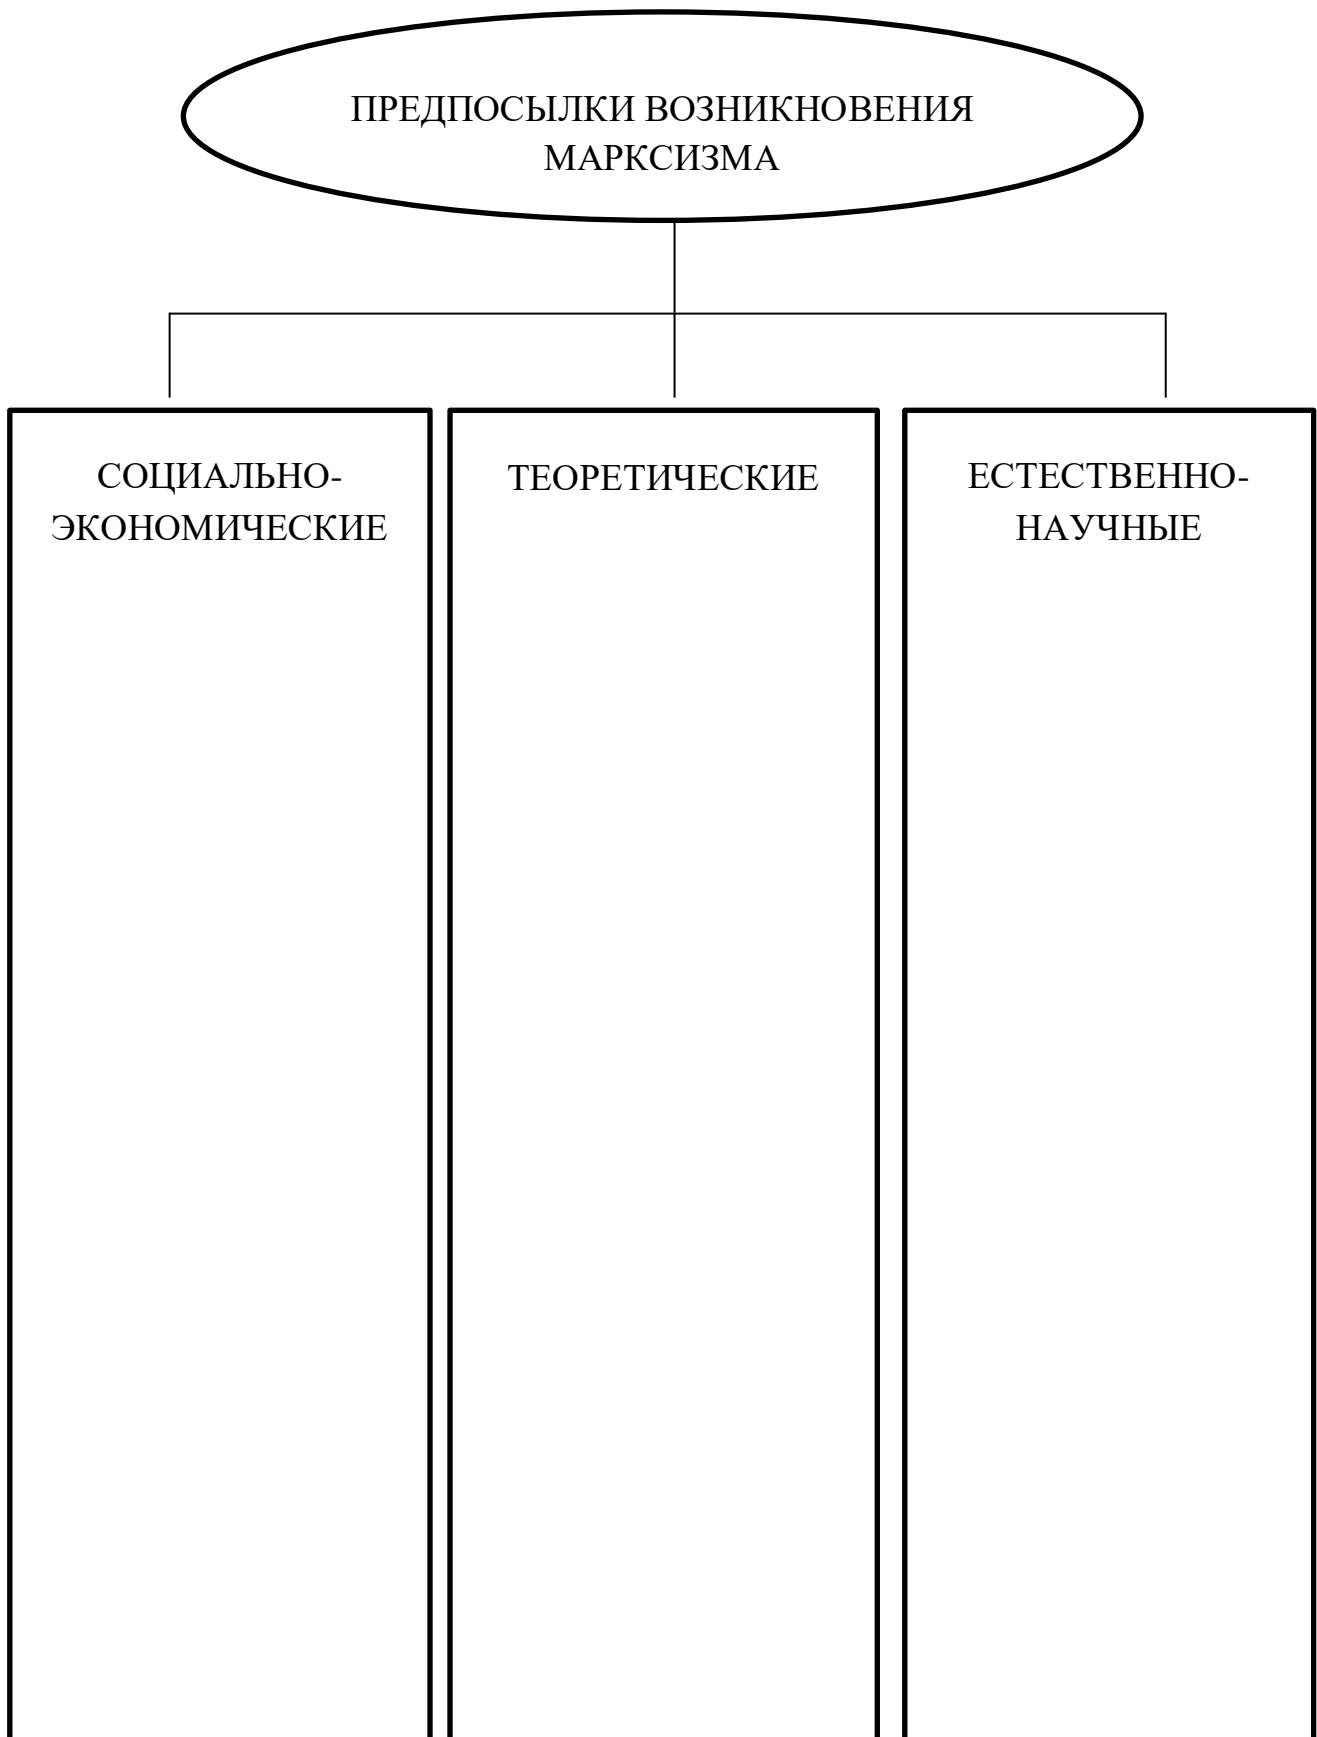 ПРЕДПОСЫЛКИ ВОЗНИКНОВЕНИЯ
МАРКСИЗМА
СОЦИАЛЬНО-
ЭКОНОМИЧЕСКИЕ
ТЕОРЕТИЧЕСКИЕ
ЕСТЕСТВЕННО-
НАУЧНЫЕ